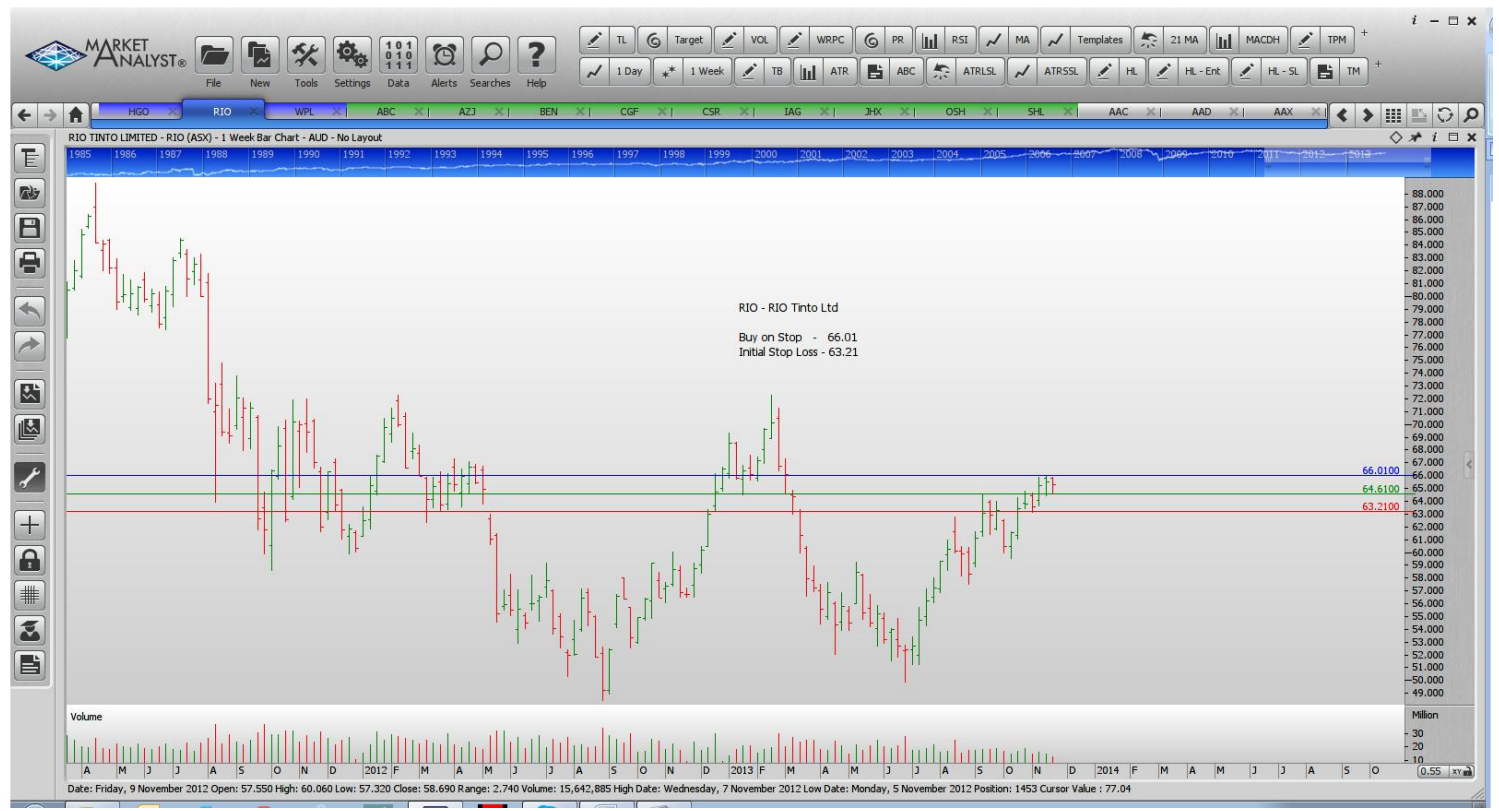 i
MARKET
ANALYST®
File New Tools Settings Data Alerts Searches Help
TL Target VOL WRPC PR RSI MA Templates 21 MA MACDH TPM +
1 Day 1 Week TB ATR ABC ATRLSL ATRSSL HL HL - Ent HL - SL TM +
HGO RIO WPL ABC AZJ BEN CGF CSR IAG JHX OSH SHL AAC AAD AAX
RIO TINTO LIMITED - RIO (ASX) - 1 Week Bar Chart - AUD - No Layout
1985 1986 1987 1988 1989 1990 1991 1992 1993 1994 1995 1996 1997 1998 1999 2000 2001 2002 2003 2004 2005 2006 2007 2008 2009 2010 2011 2012 2013
88.000
87.000
86.000
85.000
84.000
83.000
82.000
81.000
80.000
79.000
78.000
77.000
76.000
75.000
74.000
73.000
72.000
71.000
70.000
69.000
68.000
67.000
66.000
65.000
64.000
63.000
62.000
61.000
60.000
59.000
58.000
57.000
56.000
55.000
54.000
53.000
52.000
51.000
50.000
49.000
RIO - RIO Tinto Ltd
Buy on Stop - 66.01
Initial Stop Loss - 63.21
66.0100
64.6100
63.2100
Volume
Million
30
20
10
A M J J A S O N D 2012 F M A M J J A S O N D 2013 F M A M J J A S O N D 2014 F M A M J J A S O
0.55 XY
Date: Friday, 9 November 2012 Open: 57.550 High: 60.060 Low: 57.320 Close: 58.690 Range: 2.740 Volume: 15,642,885 High Date: Wednesday, 7 November 2012 Low Date: Monday, 5 November 2012 Position: 1453 Cursor Value : 77.04